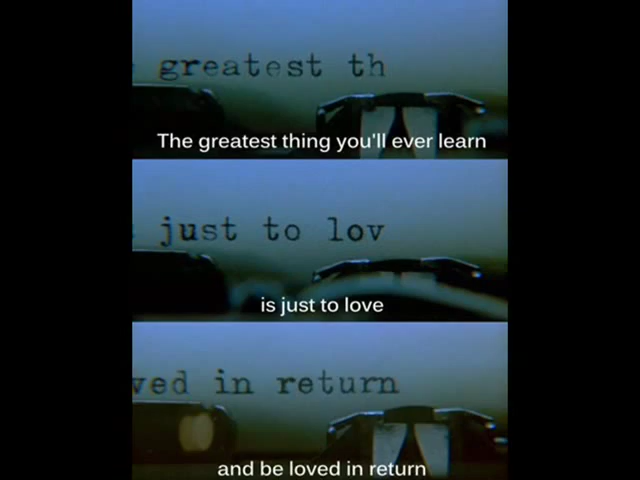 greatest th
The greatest thing you'll ever learn
just to lov
is just to love
ved in return
and be loved in return